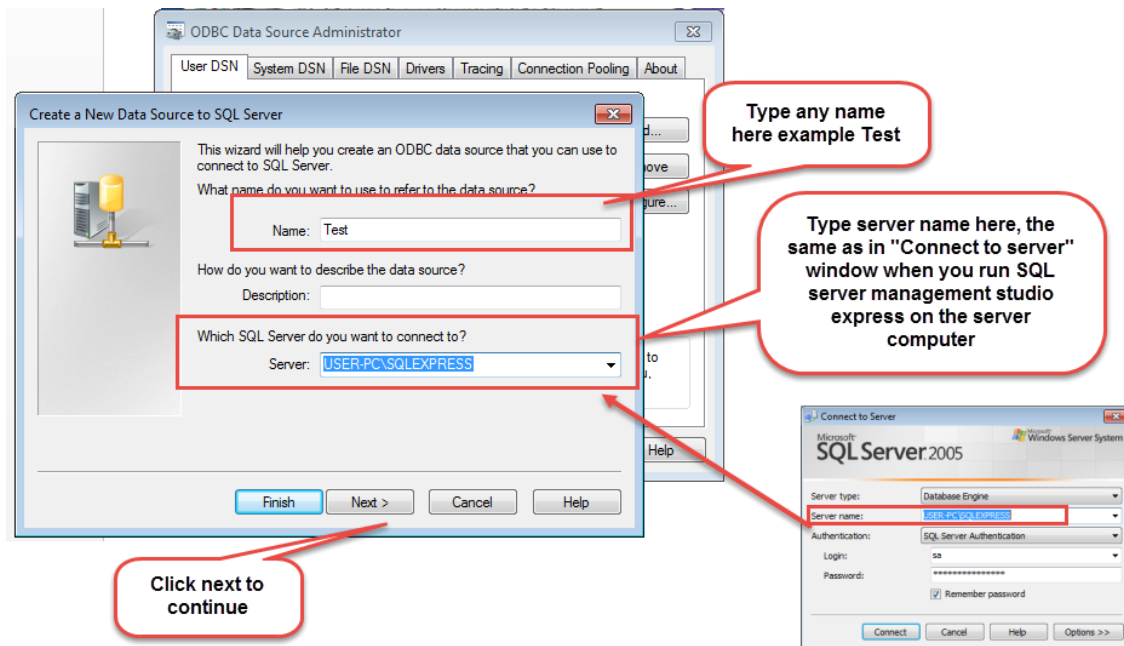 ODBC Data Source Administrator
User DSN System DSN File DSN Drivers Tracing Connection Pooling About
Create a New Data Source to SQL Server
This wizard will help you create an ODBC data source that you can use to
connect to SQL Server.
What name do you want to use to refer to the data source?
Name: Test
How do you want to describe the data source?
Description:
Which SQL Server do you want to connect to?
Server: USER-PC\SQLEXPRESS
Finish Next > Cancel Help
d...
ove
gure...
to
Help
Type any name
here example Test
Type server name here, the
same as in "Connect to server"
window when you run SQL
server management studio
express on the server
computer
Click next to
continue
Connect to Server
Microsoft
SQL Server 2005
Microsoft
Windows Server System
Server type: Database Engine
Server name: USER-PC\SQLEXPRESS
Authentication: SQL Server Authentication
Login: sa
Password: ***************
Remember password
Connect Cancel Help Options >>